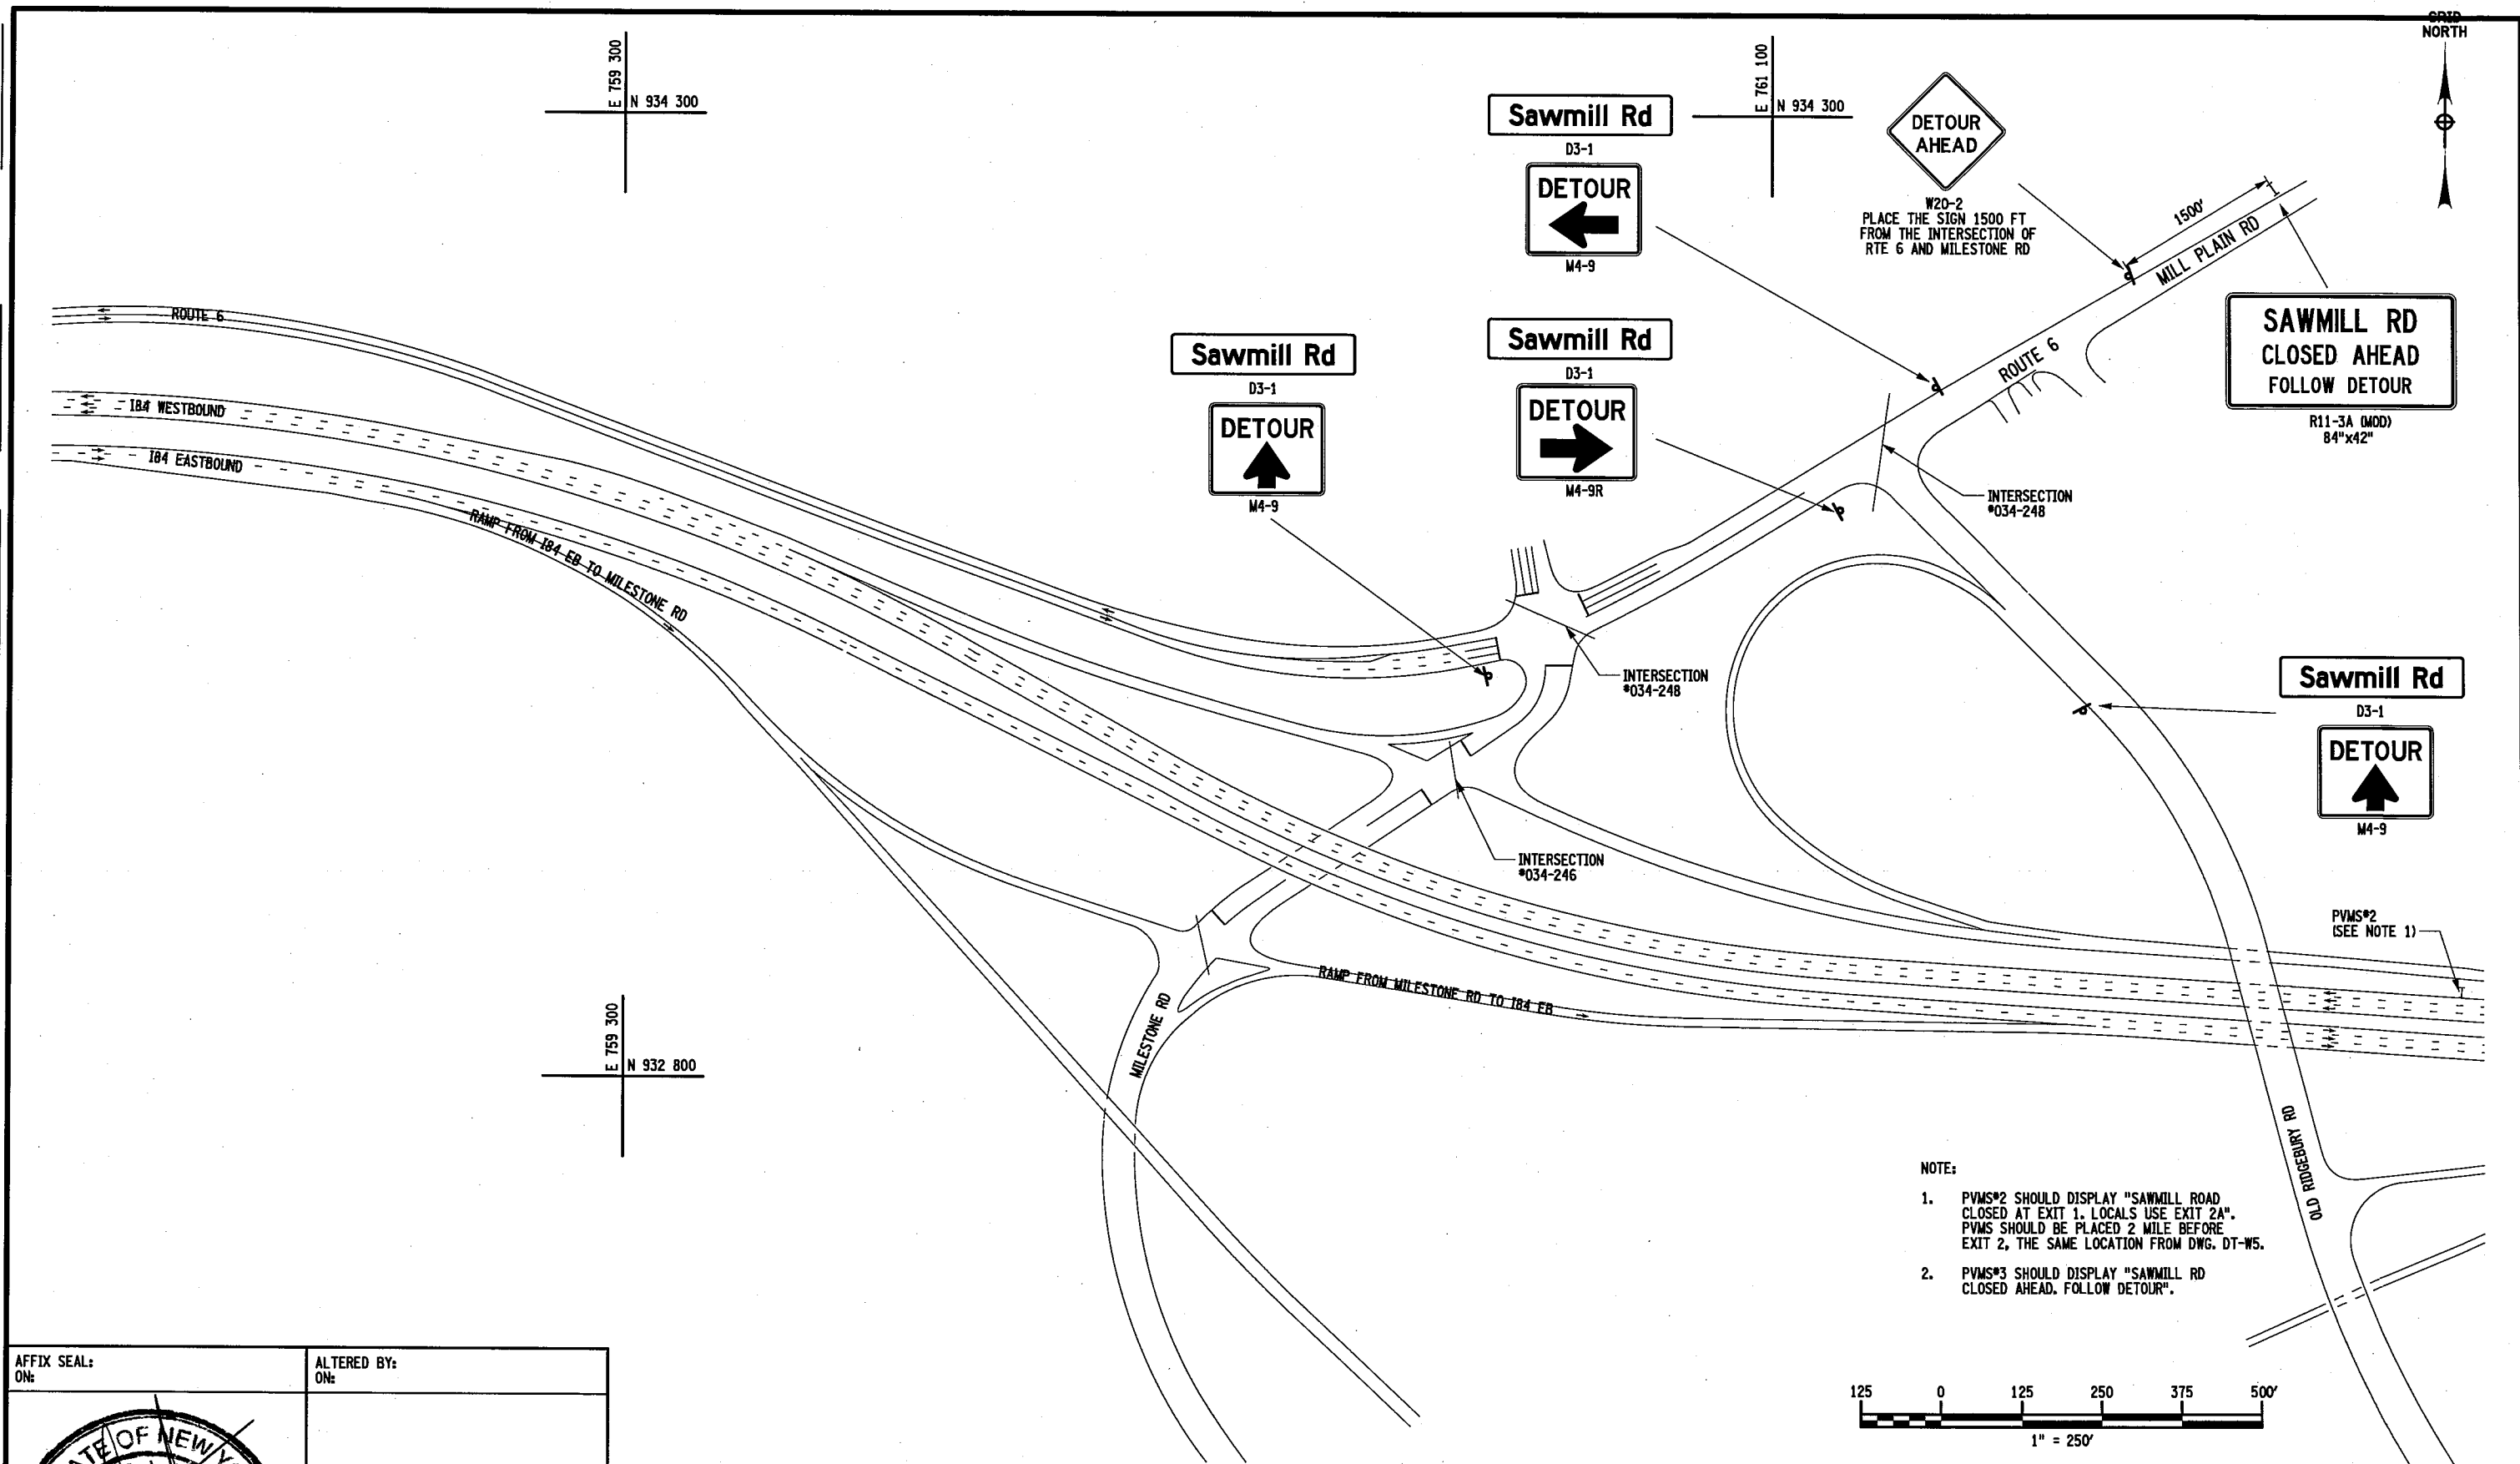 GRID
NORTH
E 759 300
N 934 300
E 761 100
N 934 300
Sawmill Rd
D3-1
DETOUR
M4-9
DETOUR
AHEAD
W20-2
PLACE THE SIGN 1500 FT
FROM THE INTERSECTION OF
RTE 6 AND MILESTONE RD
1500'
MILL PLAIN RD
ROUTE 6
SAWMILL RD
CLOSED AHEAD
FOLLOW DETOUR
R11-3A (MOD)
84"x42"
Sawmill Rd
D3-1
DETOUR
M4-9
Sawmill Rd
D3-1
DETOUR
M4-9R
ROUTE 6
I84 WESTBOUND
I84 EASTBOUND
RAMP FROM I84 EB TO MILESTONE RD
INTERSECTION
#034-248
INTERSECTION
#034-248
Sawmill Rd
D3-1
DETOUR
M4-9
INTERSECTION
#034-246
PVMS#2
(SEE NOTE 1)
RAMP FROM MILESTONE RD TO I84 EB
MILESTONE RD
E 759 300
N 932 800
OLD RIDGEBURY RD
NOTE:
1. PVMS#2 SHOULD DISPLAY "SAWMILL ROAD
CLOSED AT EXIT 1. LOCALS USE EXIT 2A".
PVMS SHOULD BE PLACED 2 MILE BEFORE
EXIT 2, THE SAME LOCATION FROM DWG. DT-W5.
2. PVMS#3 SHOULD DISPLAY "SAWMILL RD
CLOSED AHEAD. FOLLOW DETOUR".
AFFIX SEAL:
ON:
ALTERED BY:
ON:
OF NEW
125 0 125 250 375 500'
1" = 250'